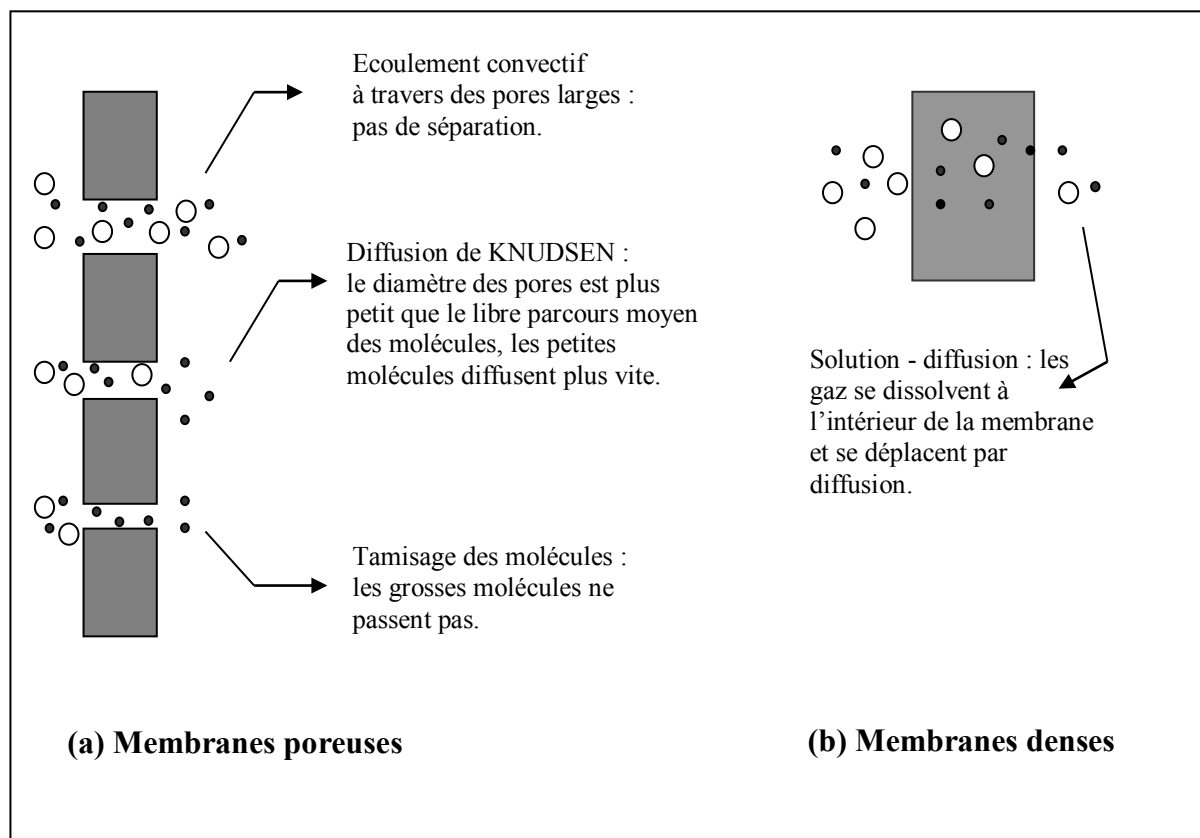 Ecoulement convectif
à travers des pores larges :
pas de séparation.
Diffusion de KNUDSEN :
le diamètre des pores est plus
petit que le libre parcours moyen
des molécules, les petites
molécules diffusent plus vite.
Tamisage des molécules :
les grosses molécules ne
passent pas.
(a) Membranes poreuses
Solution - diffusion : les
gaz se dissolvent à
l’intérieur de la membrane
et se déplacent par
diffusion.
(b) Membranes denses